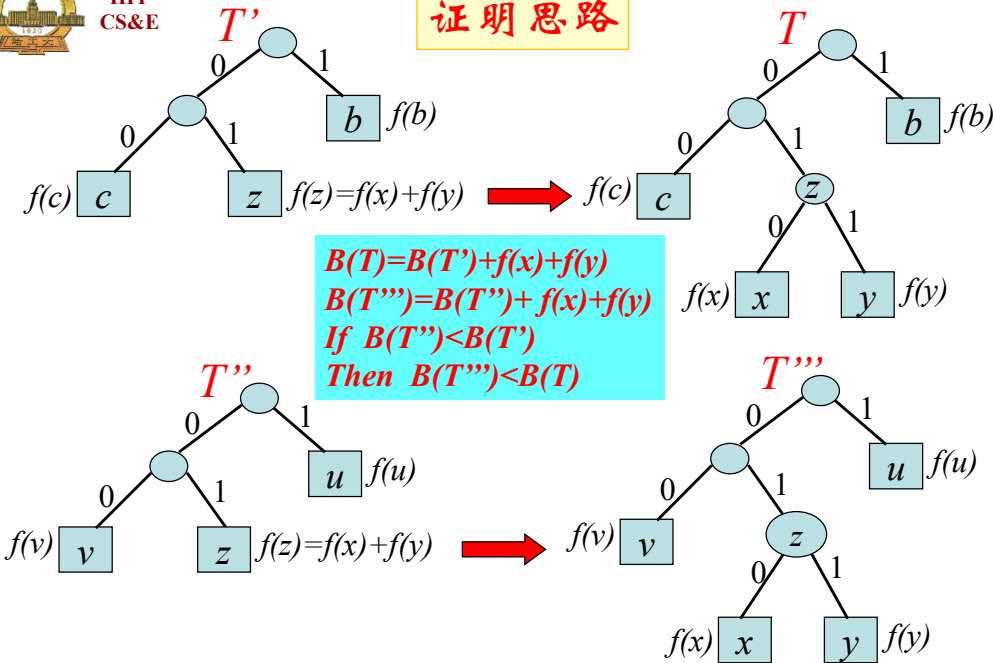 CS&E
证明思路
T’
0
1
b f(b)
0
1
f(c) c
z f(z)=f(x)+f(y)
T
0
1
b f(b)
0
1
f(c) c
z
0
1
f(x) x
y f(y)
B(T)=B(T’)+f(x)+f(y)
B(T’’’)=B(T’’)+ f(x)+f(y)
If B(T’’)<B(T’)
Then B(T’’’)<B(T)
T’’
0
1
u f(u)
0
1
f(v) v
z f(z)=f(x)+f(y)
T’’’
0
1
u f(u)
0
1
f(v) v
z
0
1
f(x) x
y f(y)